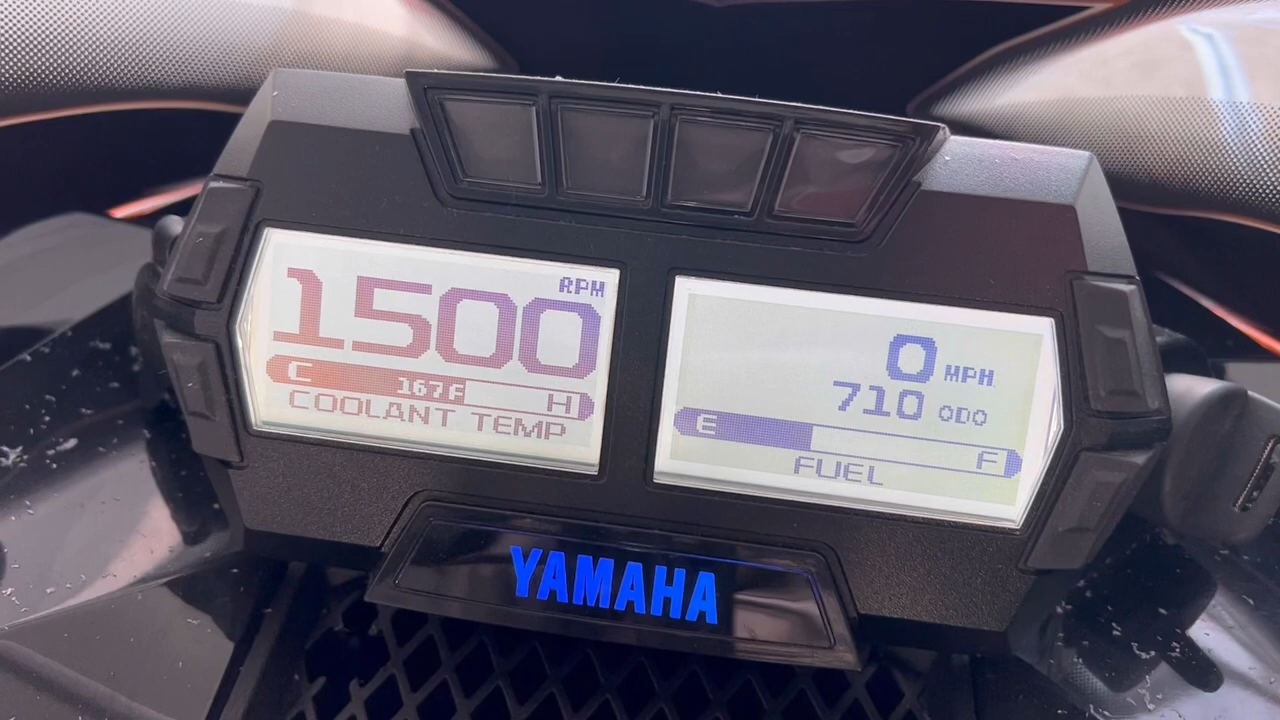 RPM
1500
C 167F H
COOLANT TEMP
0 MPH
710 ODO
E F
FUEL
YAMAHA